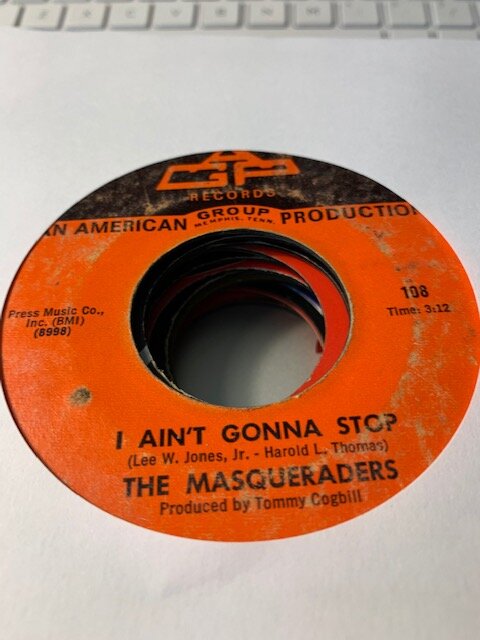 AGP
RECORDS
AN AMERICAN GROUP PRODUCTION
MEMPHIS, TENN.
108
Time: 3:12
Press Music Co.,
Inc. (BMI)
(8998)
I AIN'T GONNA STOP
(Lee W. Jones, Jr. - Harold L. Thomas)
THE MASQUERADERS
Produced by Tommy Cogbill